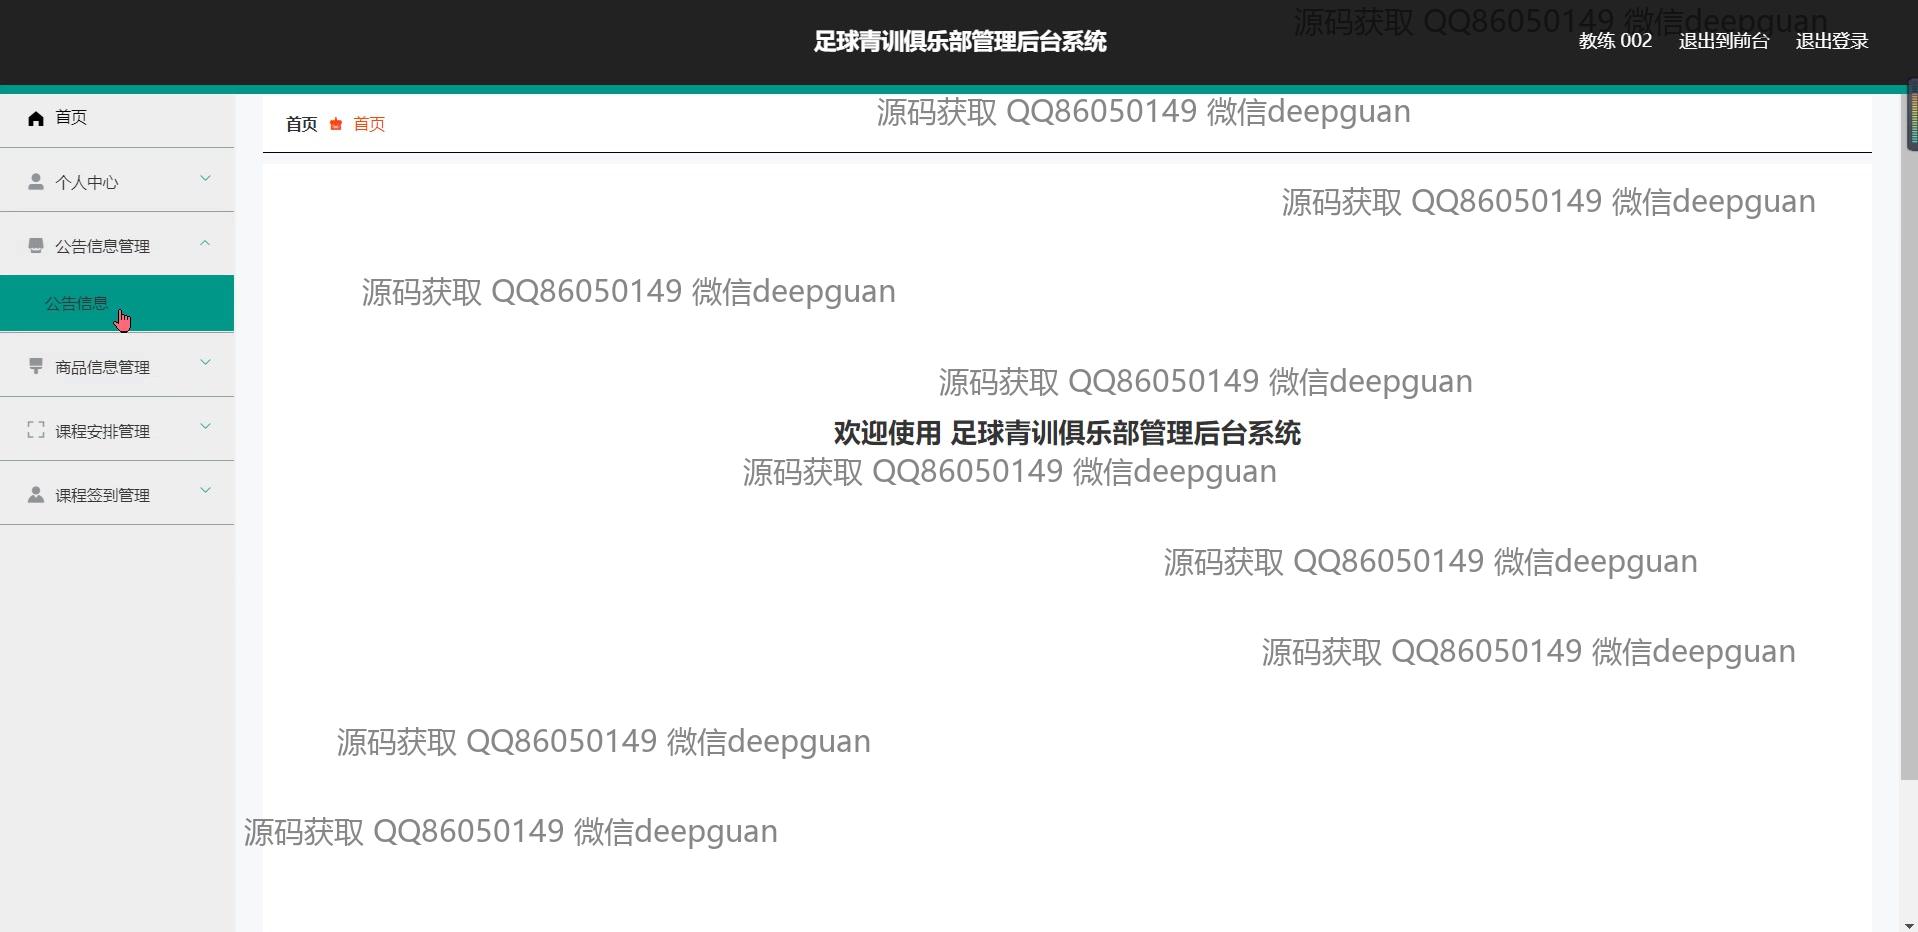 源码获取 QQ86050149 微信deepguan
足球青训俱乐部管理后台系统
教练 002 退出到前台 退出登录
首页
首页 首页
源码获取 QQ86050149 微信deepguan
个人中心
源码获取 QQ86050149 微信deepguan
公告信息管理
公告信息
源码获取 QQ86050149 微信deepguan
商品信息管理
源码获取 QQ86050149 微信deepguan
课程安排管理
欢迎使用 足球青训俱乐部管理后台系统
源码获取 QQ86050149 微信deepguan
课程签到管理
源码获取 QQ86050149 微信deepguan
源码获取 QQ86050149 微信deepguan
源码获取 QQ86050149 微信deepguan
源码获取 QQ86050149 微信deepguan